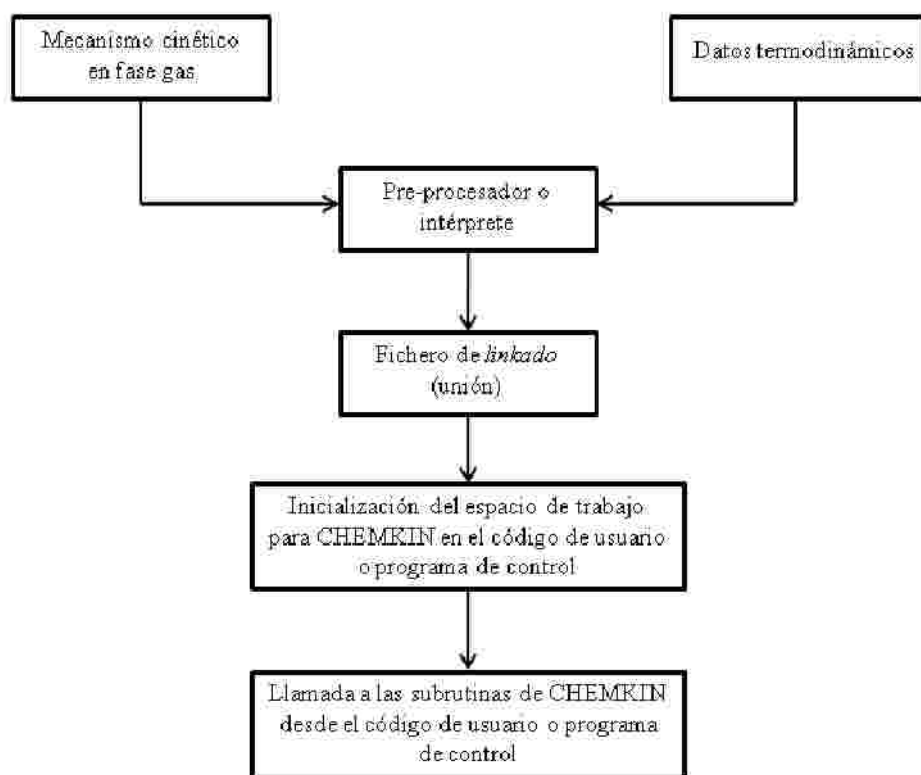 Mecanismo cinético
en fase gas
Datos termodinámicos
Pre-procesador o
intérprete
Fichero de linkado
(unión)
Inicialización del espacio de trabajo
para CHEMKIN en el código de usuario
o programa de control
Llamada a las subrutinas de CHEMKIN
desde el código de usuario o programa
de control